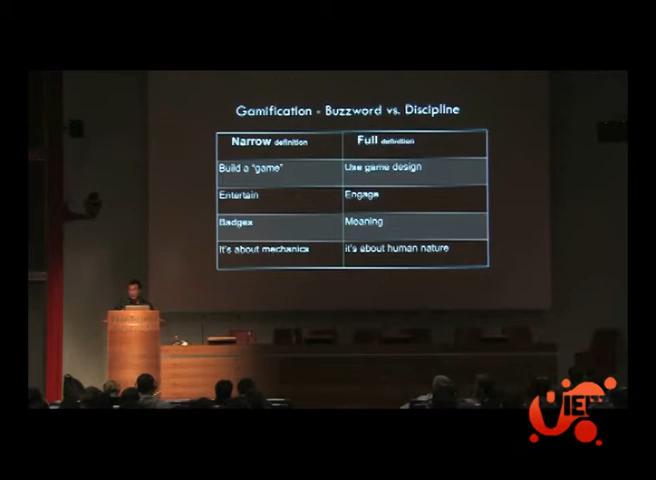 Gamification - Buzzword vs. Discipline
Narrow definition Full definition
Build a "game" Use game design
Entertain Engage
Badges Meaning
It's about mechanics it's about human nature
VIEW